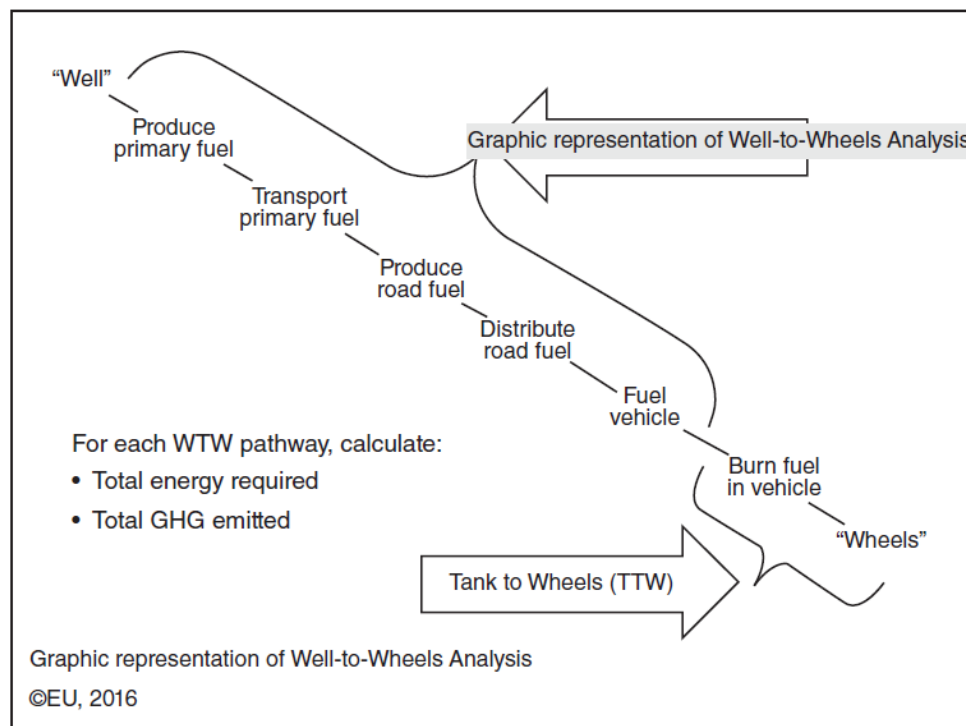 “Well”
Produce
primary fuel
Graphic representation of Well-to-Wheels Analysis
Transport
primary fuel
Produce
road fuel
Distribute
road fuel
Fuel
vehicle
For each WTW pathway, calculate:
• Total energy required
• Total GHG emitted
Burn fuel
in vehicle
“Wheels”
Tank to Wheels (TTW)
Graphic representation of Well-to-Wheels Analysis
©EU, 2016